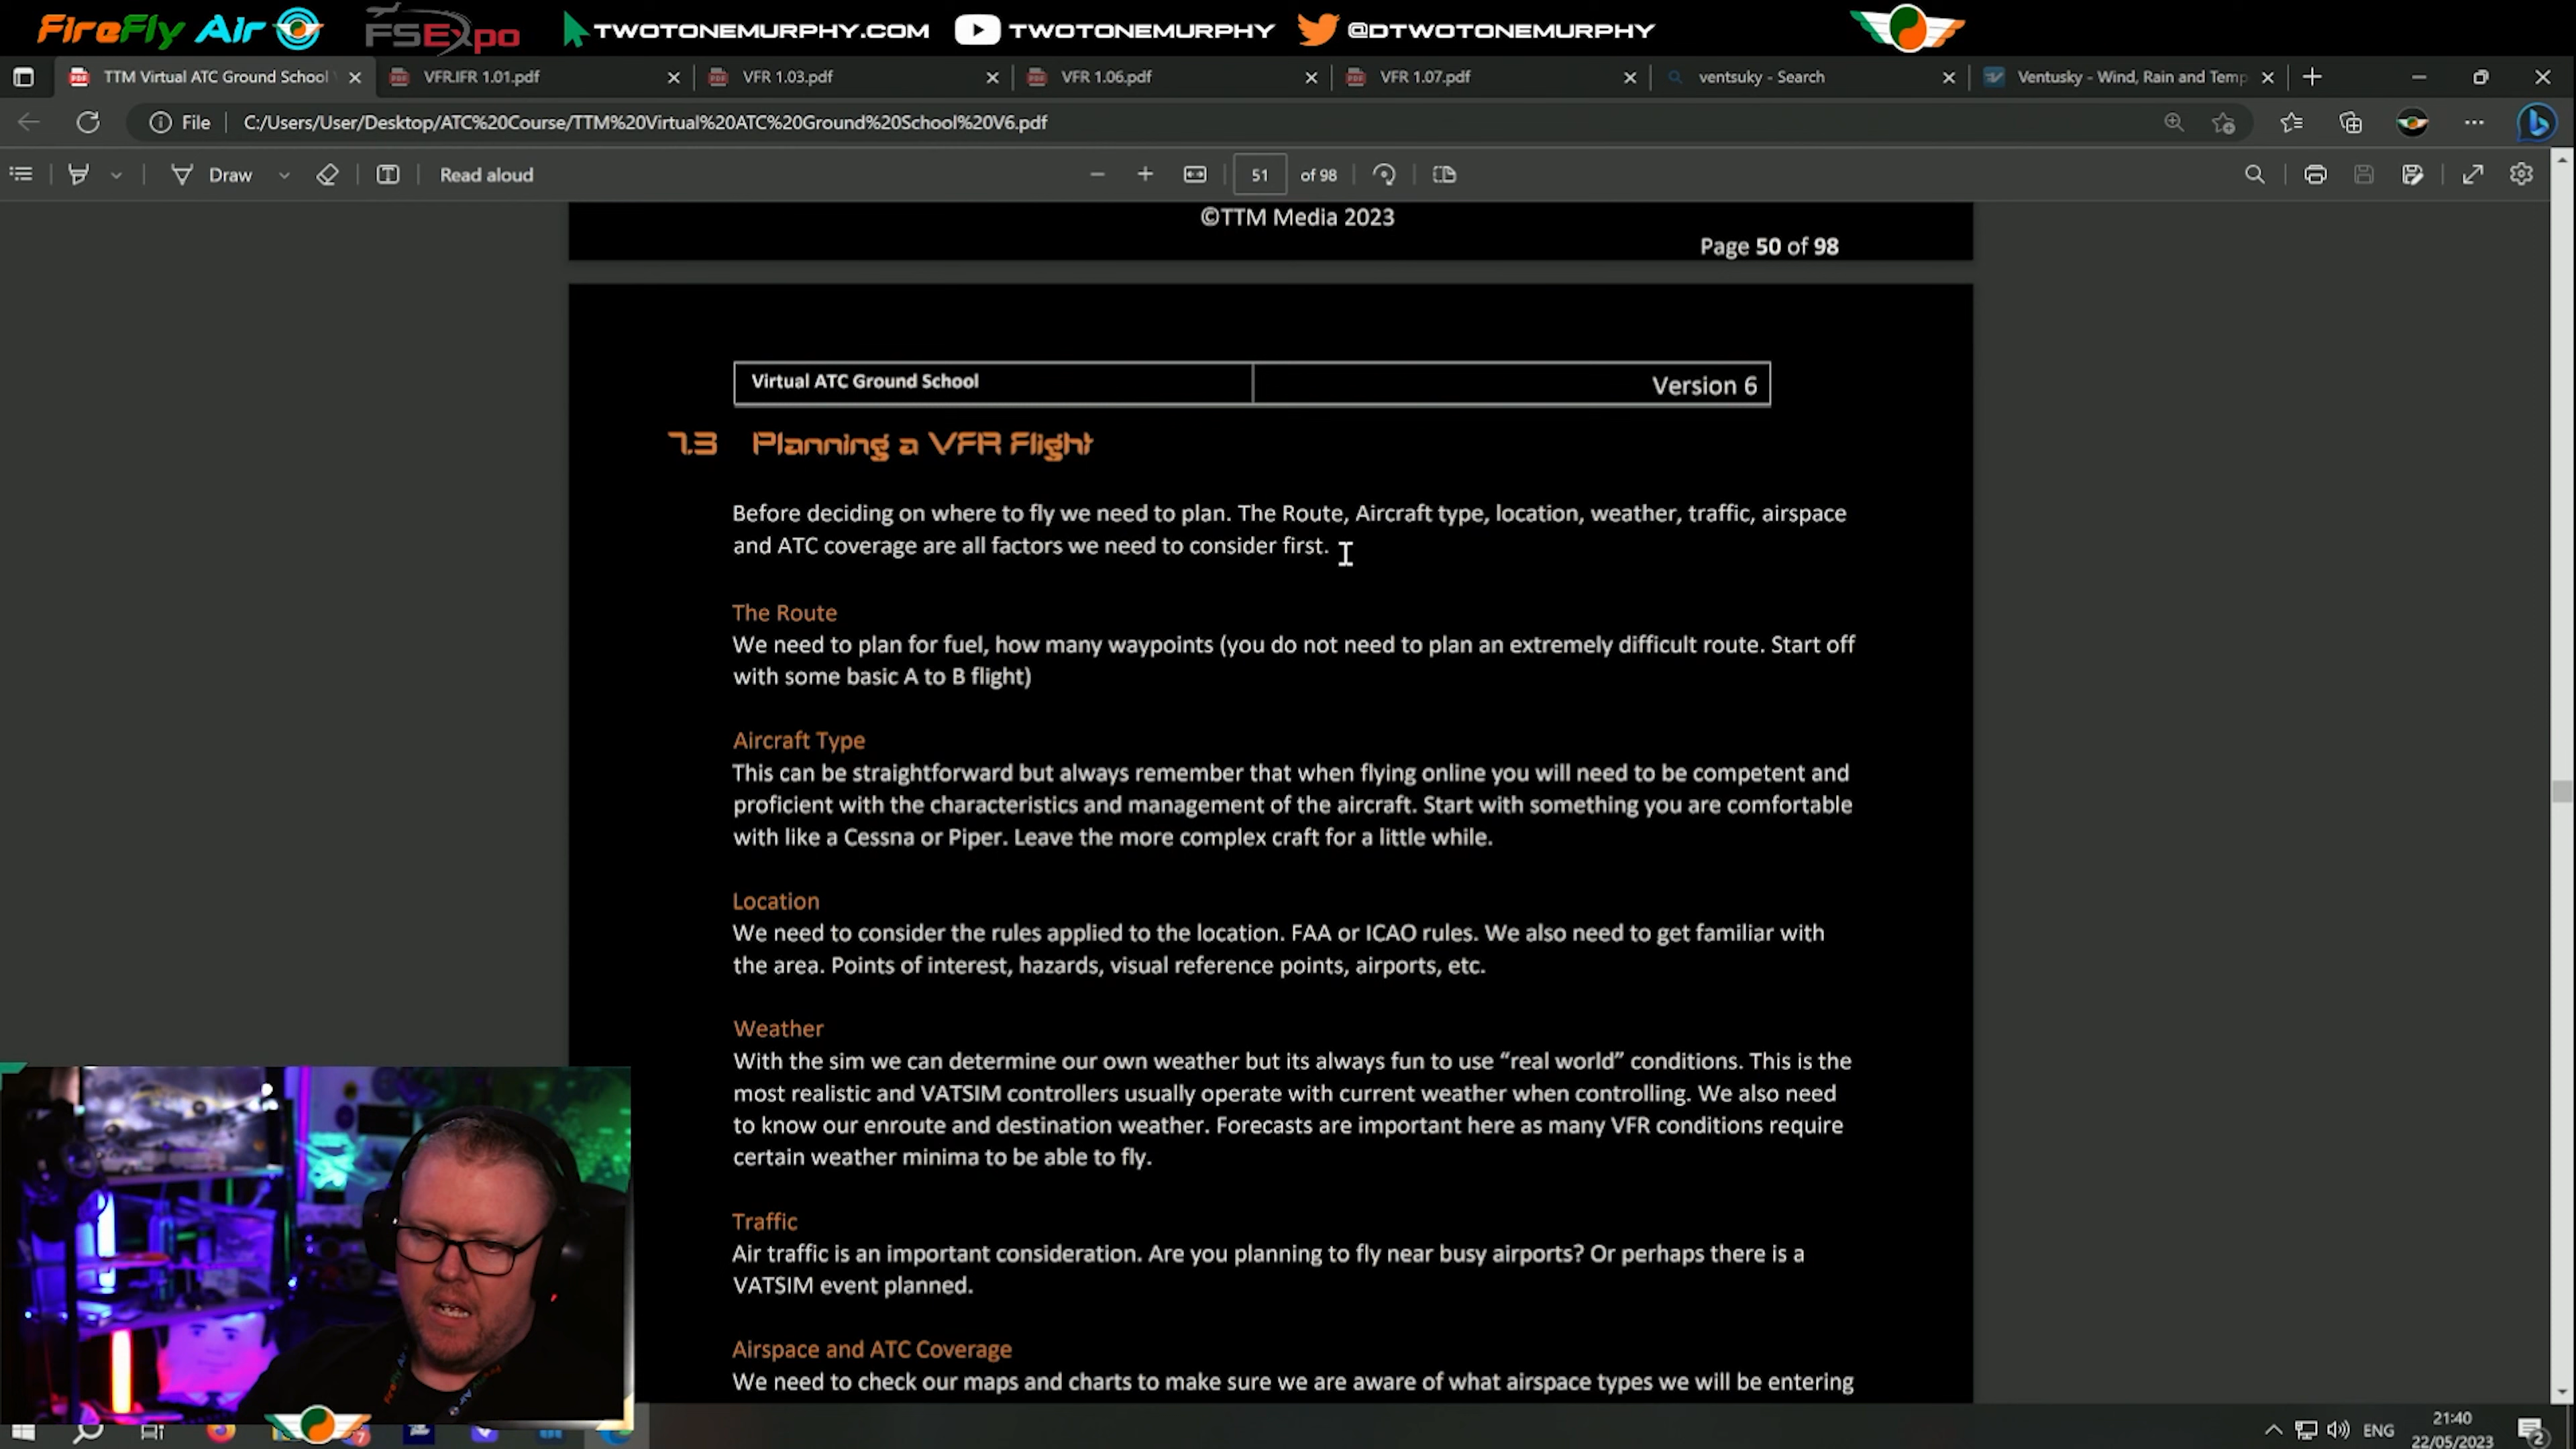 FireFly Air
FSExpo
TWOTONEMURPHY.COM
TWOTONEMURPHY
@DTWOTONEMURPHY
TTM Virtual ATC Ground School
VFR.IFR 1.01.pdf
VFR 1.03.pdf
VFR 1.06.pdf
VFR 1.07.pdf
ventsuky - Search
Ventusky - Wind, Rain and Temp
File
C:/Users/User/Desktop/ATC%20Course/TTM%20Virtual%20ATC%20Ground%20School%20V6.pdf
Draw
Read aloud
51
of 98
©TTM Media 2023
Page 50 of 98
Virtual ATC Ground School
Version 6
7.3 Planning a VFR Flight
Before deciding on where to fly we need to plan. The Route, Aircraft type, location, weather, traffic, airspace
and ATC coverage are all factors we need to consider first.
The Route
We need to plan for fuel, how many waypoints (you do not need to plan an extremely difficult route. Start off
with some basic A to B flight)
Aircraft Type
This can be straightforward but always remember that when flying online you will need to be competent and
proficient with the characteristics and management of the aircraft. Start with something you are comfortable
with like a Cessna or Piper. Leave the more complex craft for a little while.
Location
We need to consider the rules applied to the location. FAA or ICAO rules. We also need to get familiar with
the area. Points of interest, hazards, visual reference points, airports, etc.
Weather
With the sim we can determine our own weather but its always fun to use “real world” conditions. This is the
most realistic and VATSIM controllers usually operate with current weather when controlling. We also need
to know our enroute and destination weather. Forecasts are important here as many VFR conditions require
certain weather minima to be able to fly.
Traffic
Air traffic is an important consideration. Are you planning to fly near busy airports? Or perhaps there is a
VATSIM event planned.
Airspace and ATC Coverage
We need to check our maps and charts to make sure we are aware of what airspace types we will be entering
ENG
21:40
22/05/2023
2
7